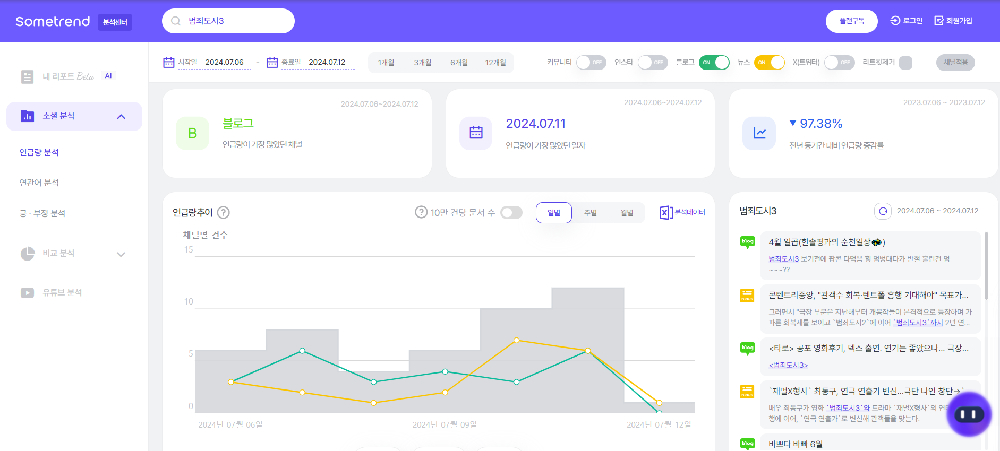 Sometrend 분석센터
범죄도시3
플랜구독
로그인
회원가입
내 리포트 Beta AI
소셜 분석
언급량 분석
연관어 분석
긍 · 부정 분석
비교 분석
유튜브 분석
시작일 2024.07.06 - 종료일 2024.07.12
1개월 3개월 6개월 12개월
커뮤니티 OFF 인스타 OFF 블로그 ON 뉴스 ON X(트위터) OFF 리트윗제거
채널적용
2024.07.06~2024.07.12
B
블로그
언급량이 가장 많았던 채널
2024.07.06~2024.07.12
2024.07.11
언급량이 가장 많았던 일자
2023.07.06 ~ 2023.07.12
▼ 97.38%
전년 동기간 대비 언급량 증감률
언급량추이 ?
? 10만 건당 문서 수
일별 주별 월별
X 분석데이터
채널별 건수
15
10
5
0
2024년 07월 06일
2024년 07월 09일
2024년 07월 12일
범죄도시3
2024.07.06 ~ 2024.07.12
blog
4월 일곱(한솔핑과의 순천일상)
범죄도시3 보기전에 팝콘 다먹음 힣 덤벙대다가 반절 흘린건 덤
~~~??
news
콘텐트리중앙, "관객수 회복·텐트폴 흥행 기대해야" 목표가...
그러면서 "극장 부문은 지난해부터 개봉작들이 본격적으로 등장하며 가
파른 회복세를 보이고 `범죄도시2`에 이어 `범죄도시3`까지 2년 연...
blog
<타로> 공포 영화후기, 덱스 출연. 연기는 좋았으나... 극장...
<범죄도시3>
news
`재벌X형사` 최동구, 연극 연출가 변신...극단 나인 창단→`
배우 최동구가 영화 `범죄도시3`와 드라마 `재벌X형사`의 연
행에 이어, `연극 연출가`로 변신해 관객들을 맞는다.
blog
바쁘다 바빠 6월